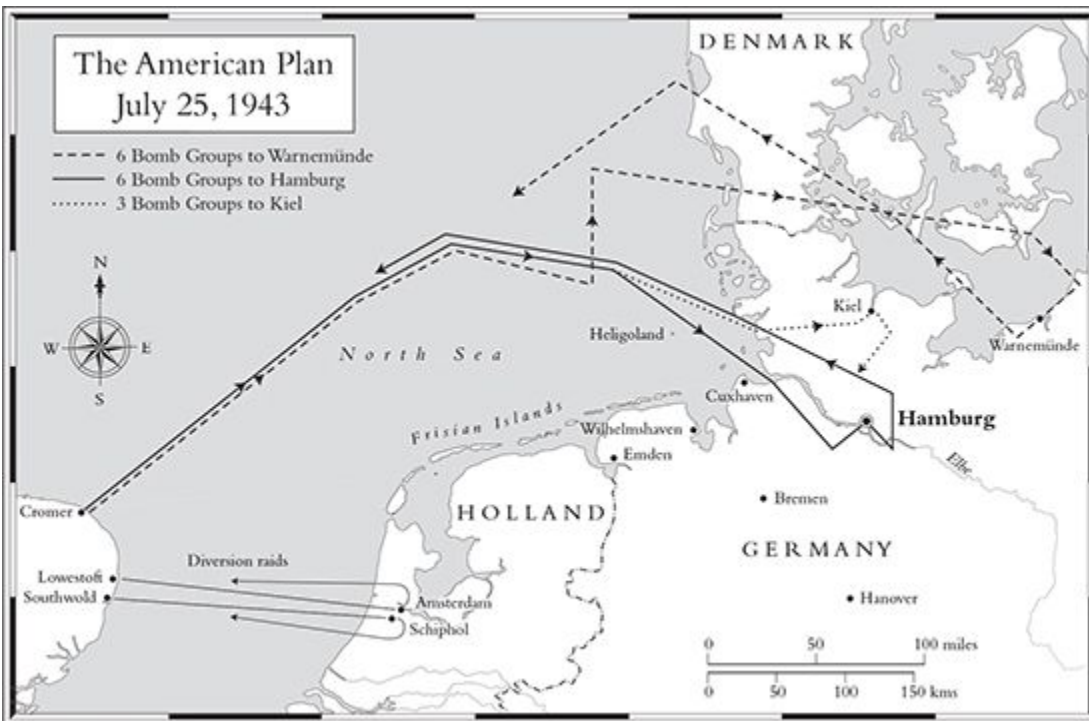 The American Plan
July 25, 1943
6 Bomb Groups to Warnemünde
6 Bomb Groups to Hamburg
3 Bomb Groups to Kiel
DENMARK
N
W
E
S
North Sea
Heligoland
Kiel
Warnemünde
Cuxhaven
Hamburg
Frisian Islands
Wilhelmshaven
Emden
Elbe
Cromer
HOLLAND
Bremen
GERMANY
Diversion raids
Lowestoft
Southwold
Amsterdam
Schiphol
Hanover
0 50 100 miles
0 50 100 150 kms